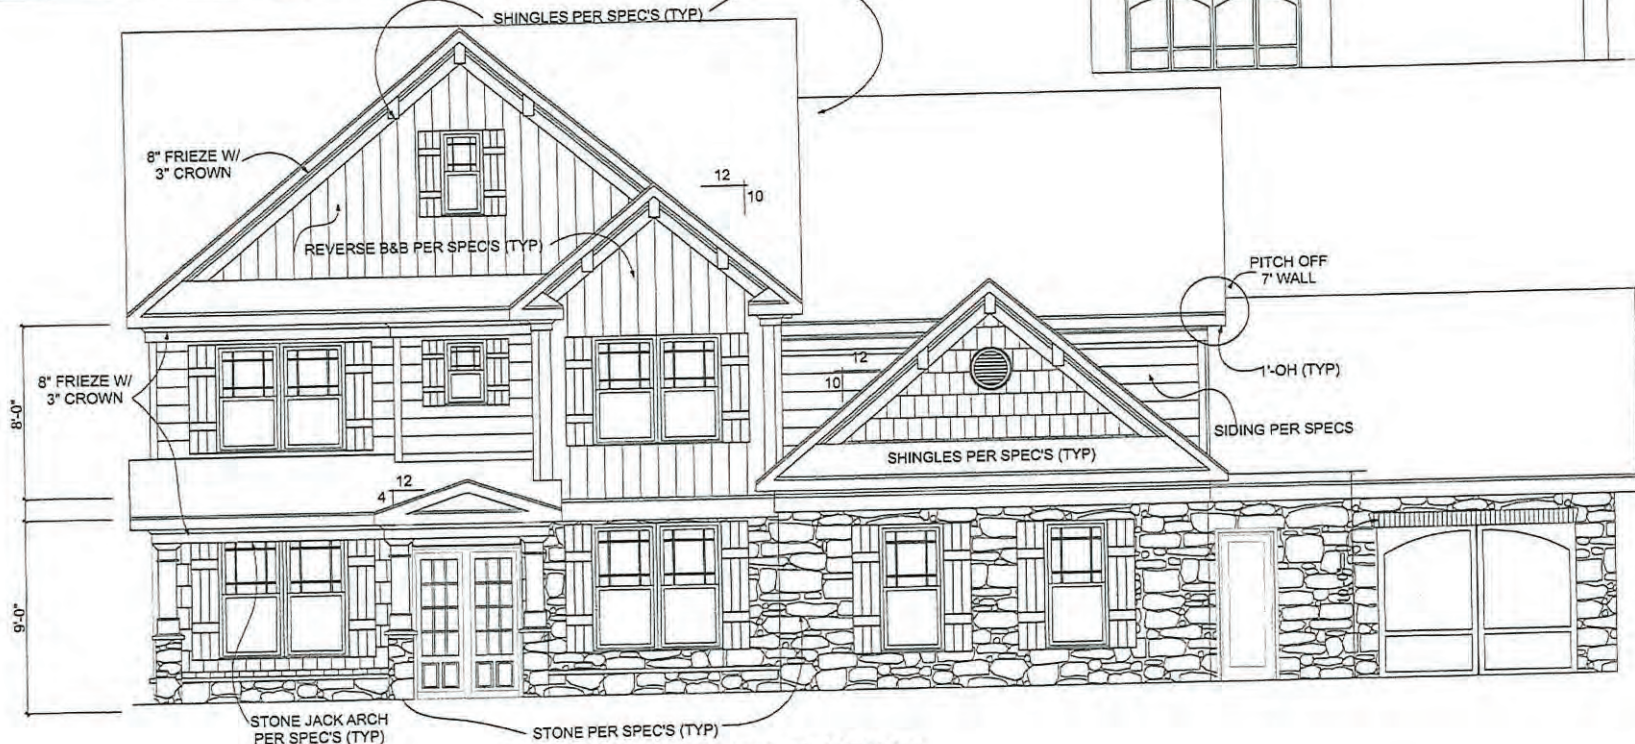 SHINGLES PER SPEC'S (TYP)
8" FRIEZE W/
3" CROWN
12
10
REVERSE B&B PER SPEC'S (TYP)
PITCH OFF
7' WALL
8'-0"
8" FRIEZE W/
3" CROWN
12
10
1'-OH (TYP)
SIDING PER SPECS
SHINGLES PER SPEC'S (TYP)
12
4
9'-0"
STONE JACK ARCH
PER SPEC'S (TYP)
STONE PER SPEC'S (TYP)